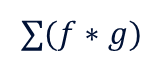 ∑(f ∗ g)